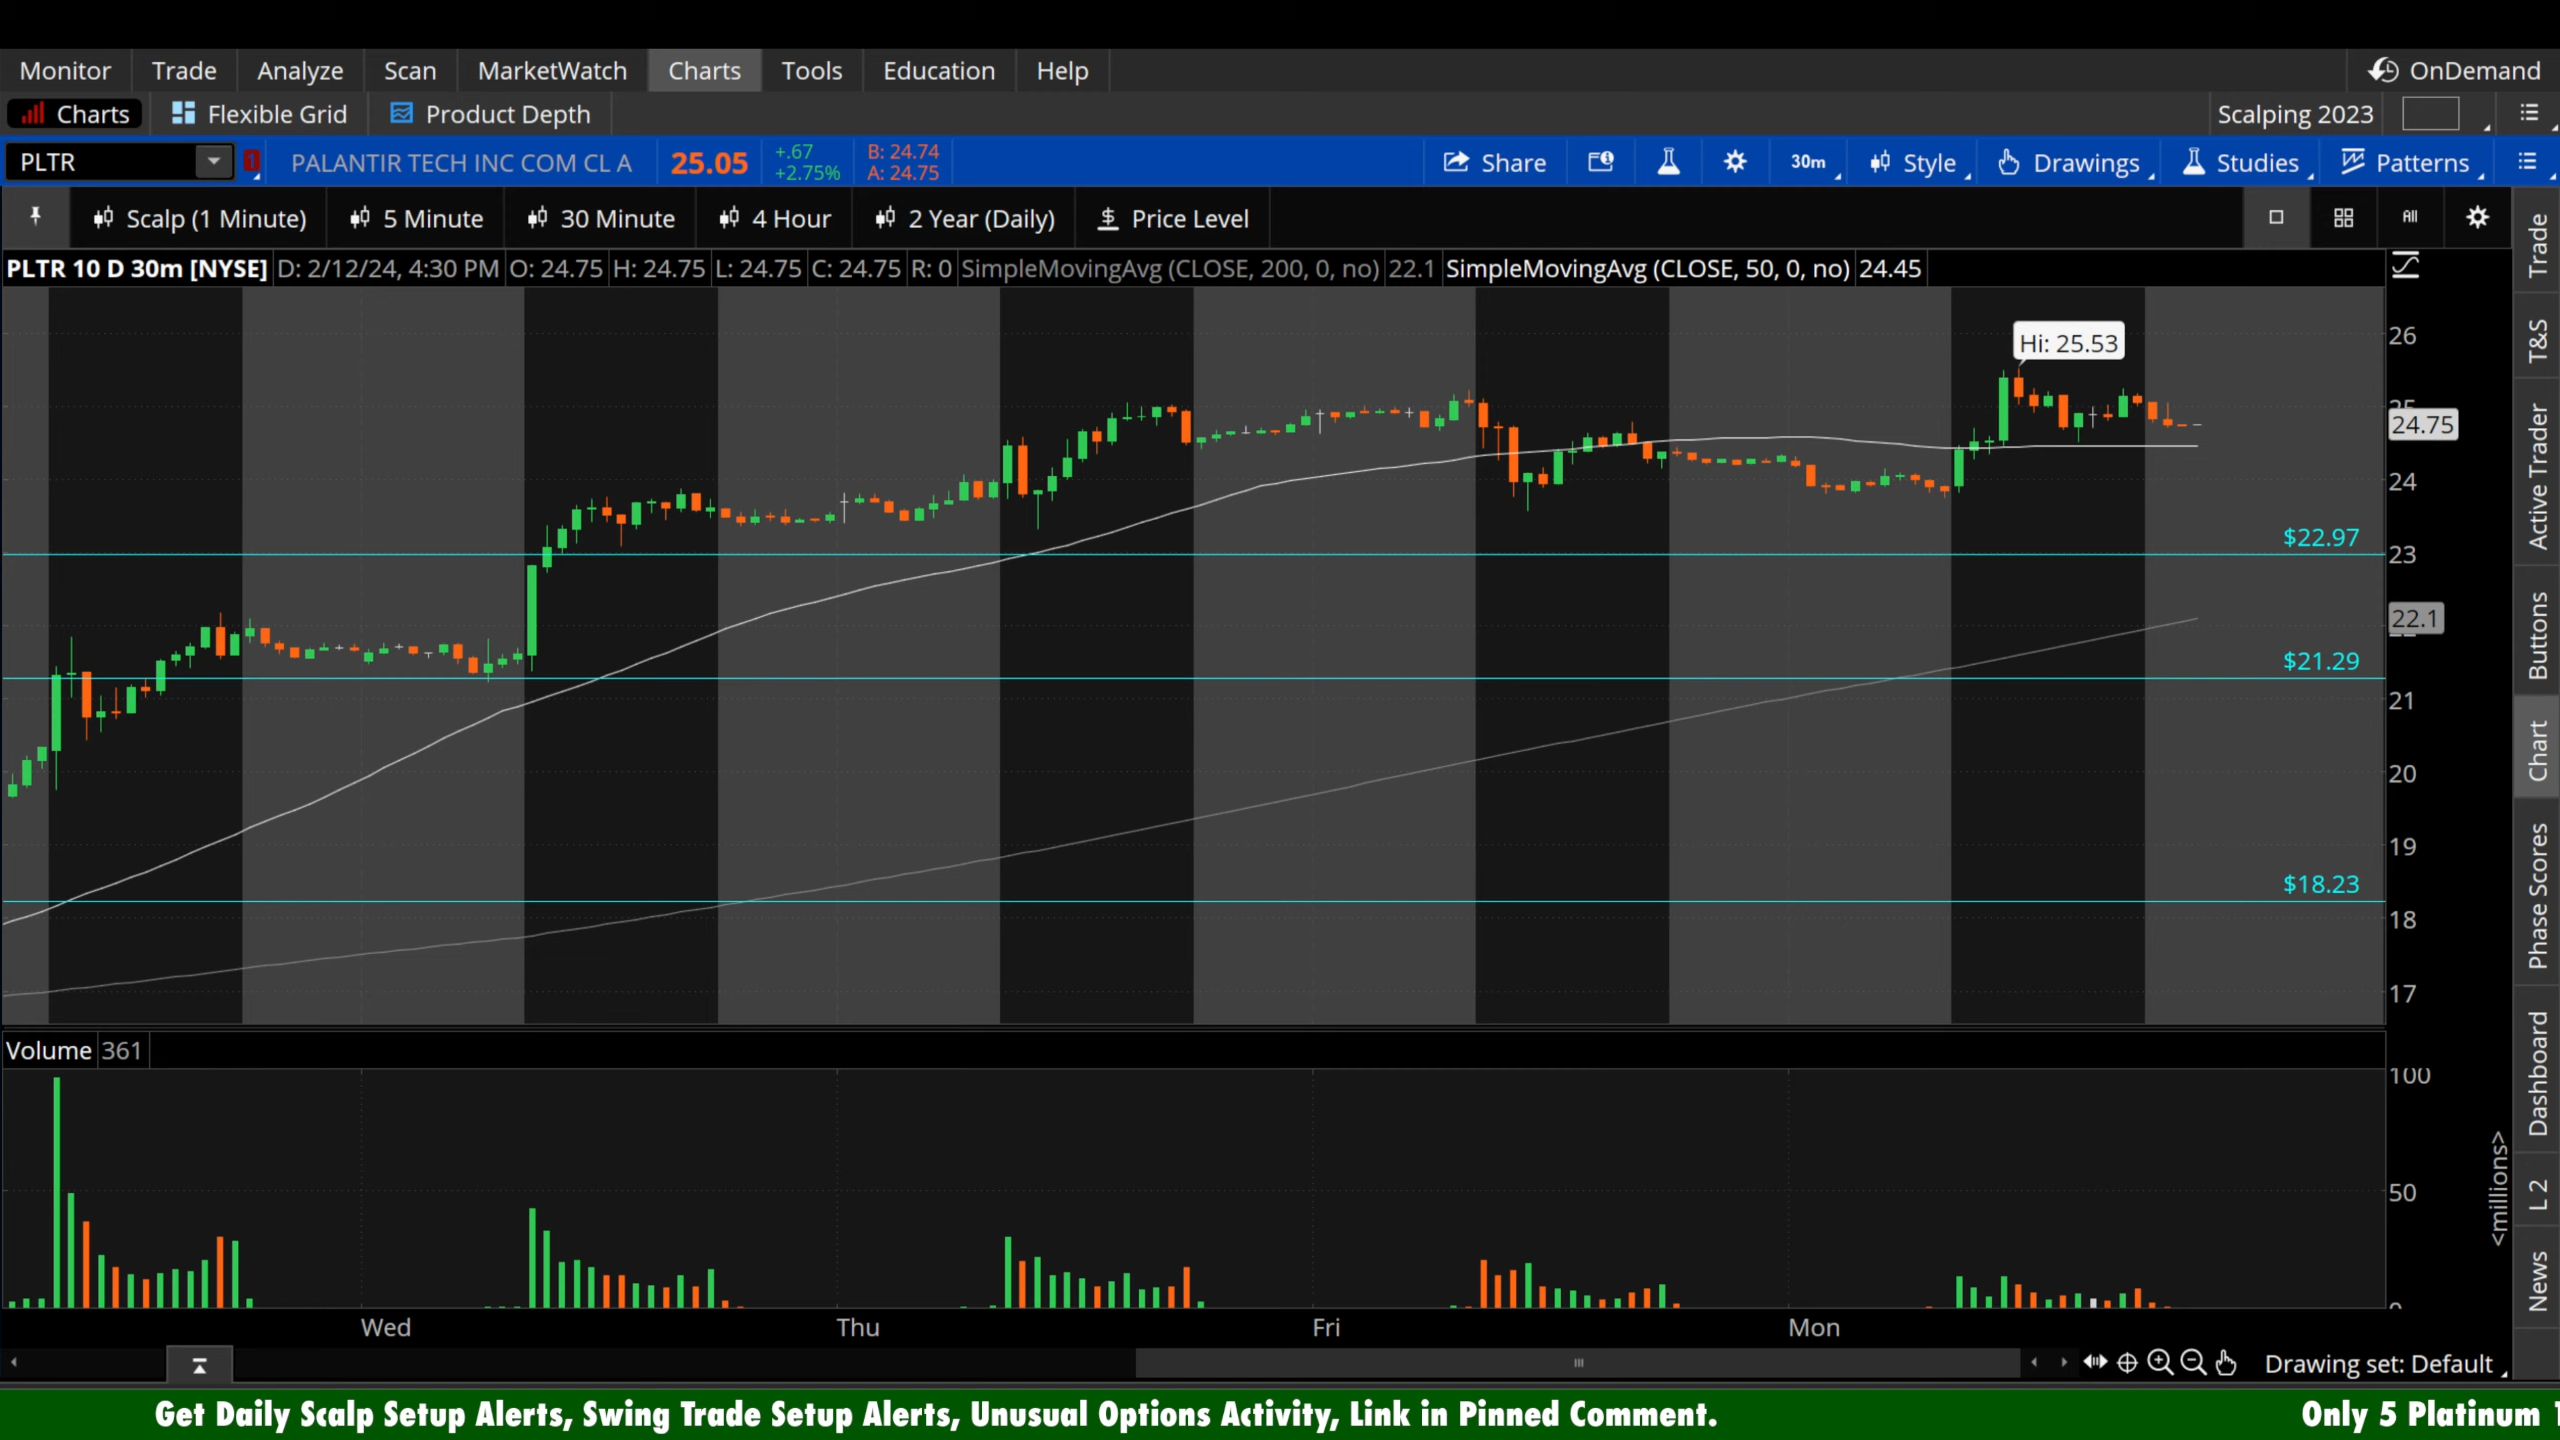 Monitor Trade Analyze Scan MarketWatch Charts Tools Education Help OnDemand
Charts Flexible Grid Product Depth Scalping 2023
PLTR 1 PALANTIR TECH INC COM CL A 25.05 +.67 +2.75% B: 24.74 A: 24.75 Share 30m Style Drawings Studies Patterns
Scalp (1 Minute) 5 Minute 30 Minute 4 Hour 2 Year (Daily) $ Price Level All
PLTR 10 D 30m [NYSE] D: 2/12/24, 4:30 PM O: 24.75 H: 24.75 L: 24.75 C: 24.75 R: 0 SimpleMovingAvg (CLOSE, 200, 0, no) 22.1 SimpleMovingAvg (CLOSE, 50, 0, no) 24.45
26
Hi: 25.53
24.75
24
$22.97
23
22.1
$21.29
21
20
19
$18.23
18
17
Volume 361
100
50
0
<millions>
Wed Thu Fri Mon
Drawing set: Default
Trade
T&S
Active Trader
Buttons
Chart
Phase Scores
Dashboard
L 2
News
Get Daily Scalp Setup Alerts, Swing Trade Setup Alerts, Unusual Options Activity, Link in Pinned Comment. Only 5 Platinum